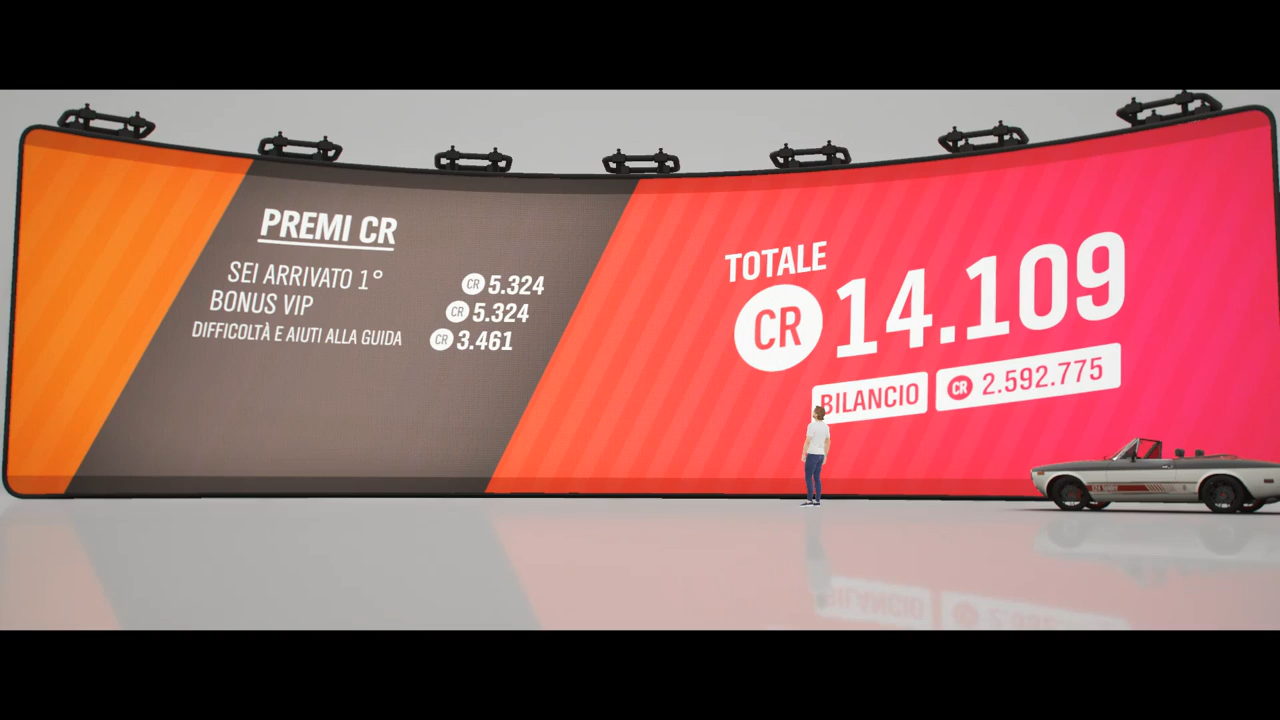 PREMI CR
SEI ARRIVATO 1° CR 5.324
BONUS VIP CR 5.324
DIFFICOLTÀ E AIUTI ALLA GUIDA CR 3.461
TOTALE
CR 14.109
BILANCIO CR 2.592.775